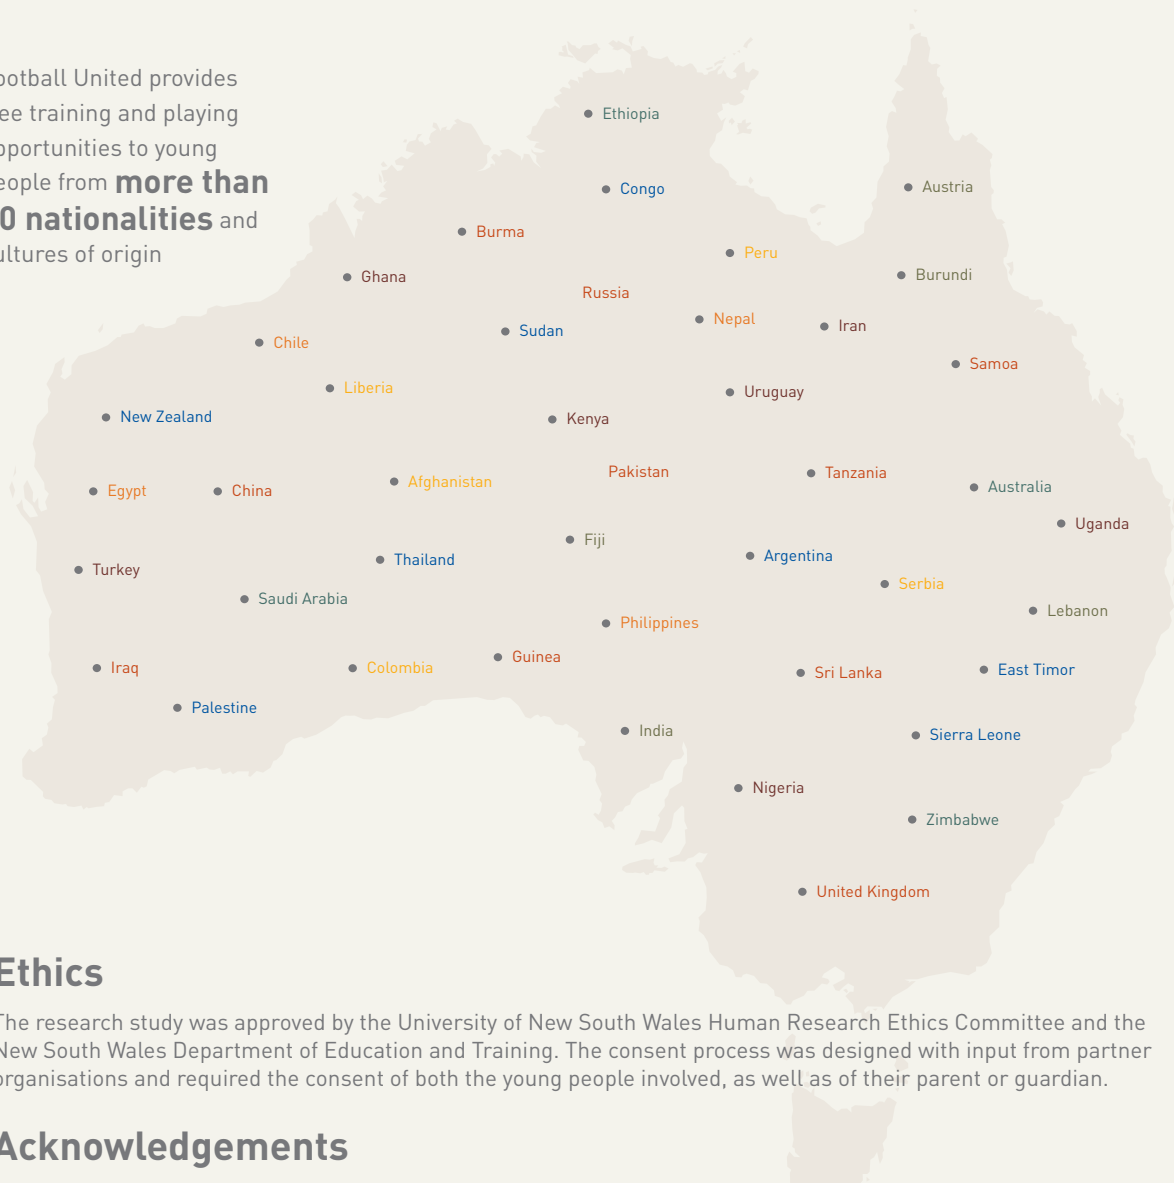 ootball United provides
ee training and playing
pportunities to young
eople from more than
0 nationalities and
ultures of origin
Ethiopia
Congo
Austria
Burma
Peru
Ghana
Burundi
Russia
Nepal
Iran
Sudan
Chile
Samoa
Liberia
Uruguay
New Zealand
Kenya
Pakistan
Tanzania
Afghanistan
Australia
Egypt
China
Uganda
Fiji
Argentina
Thailand
Turkey
Serbia
Saudi Arabia
Lebanon
Philippines
Guinea
Iraq
Colombia
East Timor
Sri Lanka
Palestine
India
Sierra Leone
Nigeria
Zimbabwe
United Kingdom
Ethics
The research study was approved by the University of New South Wales Human Research Ethics Committee and the
New South Wales Department of Education and Training. The consent process was designed with input from partner
organisations and required the consent of both the young people involved, as well as of their parent or guardian.
Acknowledgements